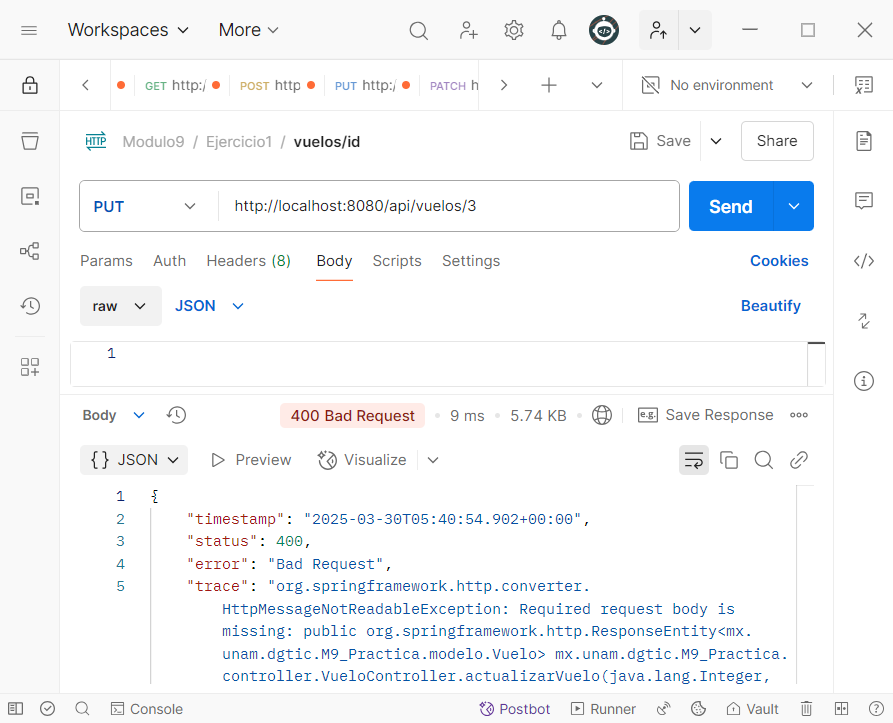 Workspaces More
GET http:/ POST http PUT http:/ PATCH h No environment
HTTP Modulo9 / Ejercicio1 / vuelos/id Save Share
PUT http://localhost:8080/api/vuelos/3 Send
Params Auth Headers (8) Body Scripts Settings Cookies
raw JSON Beautify
1
Body 400 Bad Request • 9 ms • 5.74 KB • e.g. Save Response
{} JSON Preview Visualize
1 {
2 "timestamp": "2025-03-30T05:40:54.902+00:00",
3 "status": 400,
4 "error": "Bad Request",
5 "trace": "org.springframework.http.converter.
HttpMessageNotReadableException: Required request body is
missing: public org.springframework.http.ResponseEntity<mx.
unam.dgtic.M9_Practica.modelo.Vuelo> mx.unam.dgtic.M9_Practica.
controller.VueloController.actualizarVuelo(java.lang.Integer,
Console Postbot Runner Vault